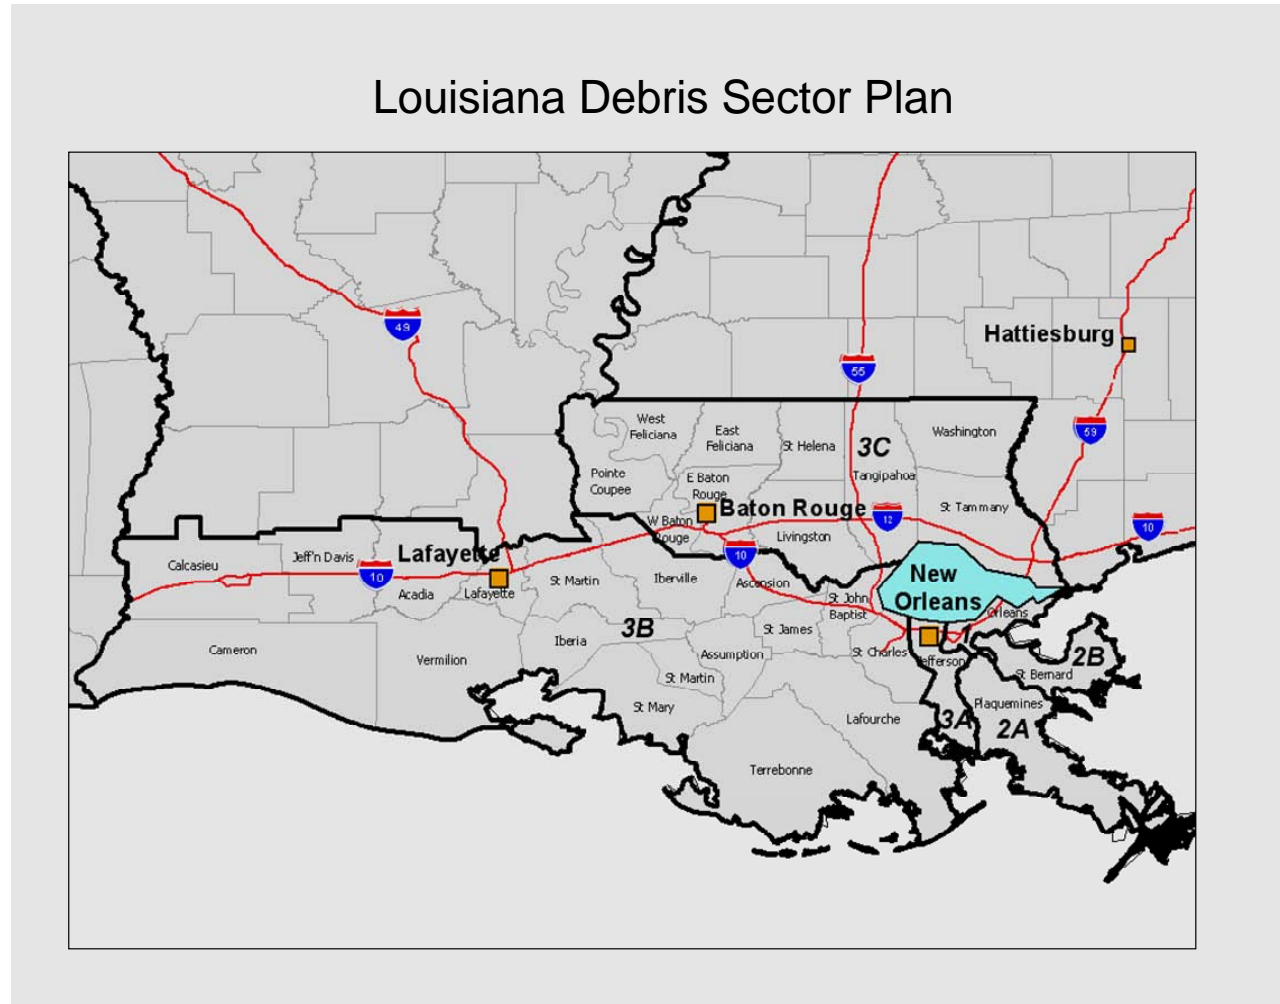 Louisiana Debris Sector Plan
49
Hattiesburg
55
59
West
Feliciana
East
Feliciana
St Helena
3C
Washington
Tangipahoa
Pointe
Coupee
E Baton
Rouge
Baton Rouge
St Tammany
W Baton
Rouge
12
10
Livingston
Lafayette
Jeff'n Davis
Calcasieu
10
10
Acadia
Lafayette
St Martin
Iberville
Ascension
New
Orleans
St John
Baptist
Orleans
3B
Iberia
St James
Cameron
Vermilion
Assumption
St Charles
Jefferson
2B
St Martin
St Bernard
St Mary
Plaquemines
Lafourche
3A
2A
Terrebonne